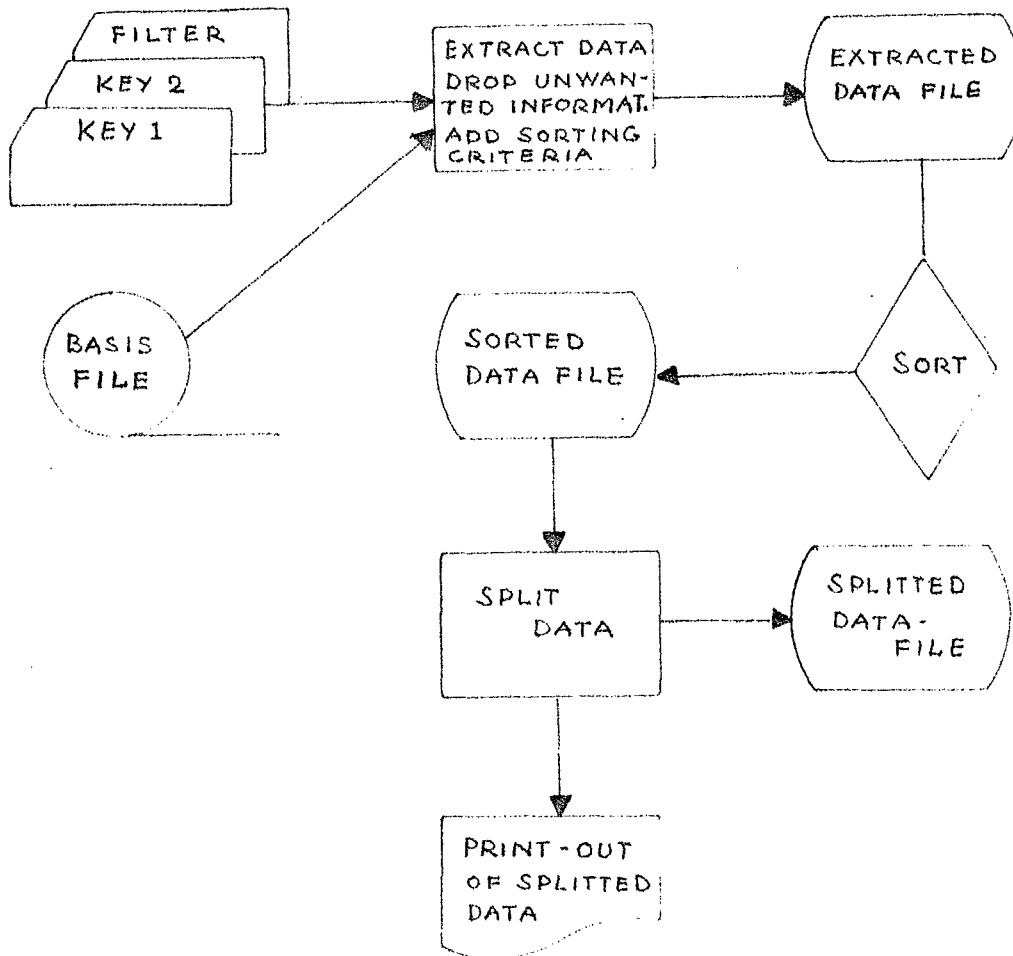 FILTER
KEY 2
KEY 1
EXTRACT DATA
DROP UNWAN-
TED INFORMAT.
ADD SORTING
CRITERIA
EXTRACTED
DATA FILE
BASIS
FILE
SORTED
DATA FILE
SORT
SPLIT
DATA
SPLITTED
DATA-
FILE
PRINT-OUT
OF SPLITTED
DATA